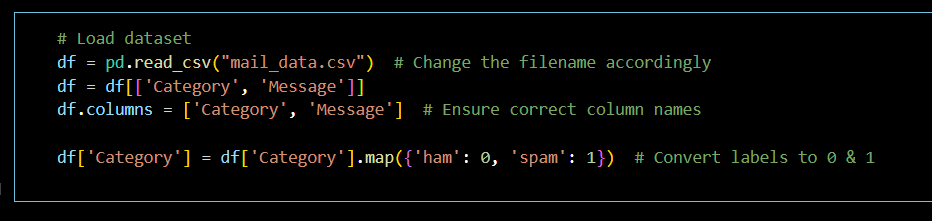 # Load dataset
df = pd.read_csv("mail_data.csv")  # Change the filename accordingly
df = df[['Category', 'Message']]
df.columns = ['Category', 'Message']  # Ensure correct column names
df['Category'] = df['Category'].map({'ham': 0, 'spam': 1})  # Convert labels to 0 & 1